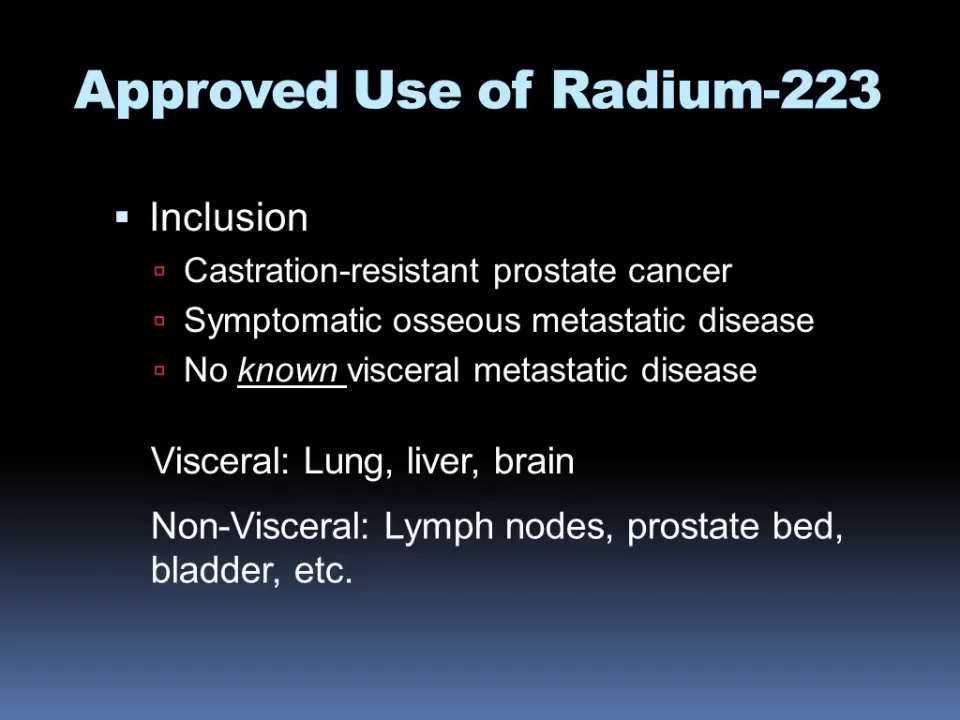 Approved Use of Radium-223
▪ Inclusion
▫ Castration-resistant prostate cancer
▫ Symptomatic osseous metastatic disease
▫ No known visceral metastatic disease
Visceral: Lung, liver, brain
Non-Visceral: Lymph nodes, prostate bed,
bladder, etc.